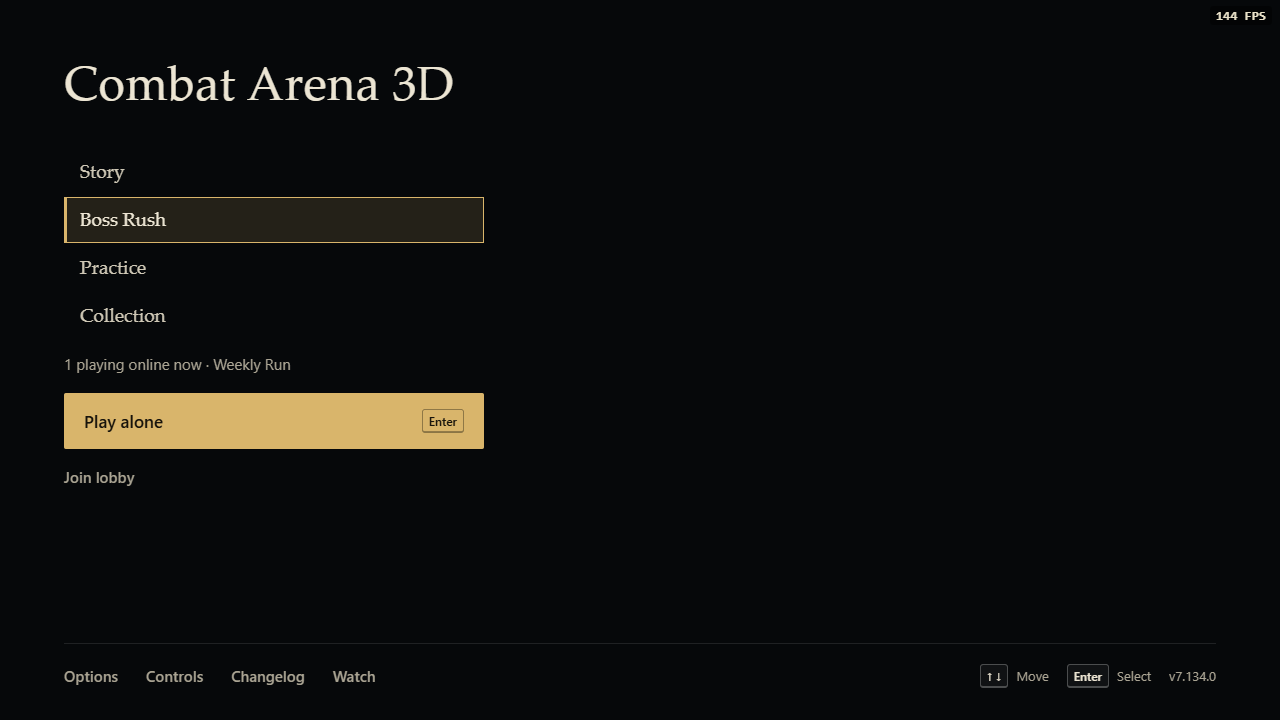 144 FPS
Combat Arena 3D
Story
Boss Rush
Practice
Collection
1 playing online now · Weekly Run
Play alone Enter
Join lobby
Options Controls Changelog Watch ↑↓ Move Enter Select v7.134.0